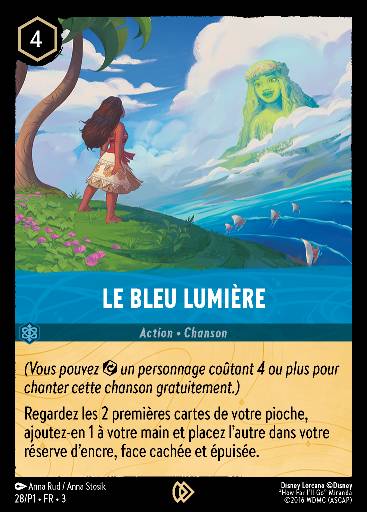 4
LE BLEU LUMIÈRE
Action • Chanson
(Vous pouvez un personnage coûtant 4 ou plus pour
chanter cette chanson gratuitement.)
Regardez les 2 premières cartes de votre pioche,
ajoutez-en 1 à votre main et placez l'autre dans votre
réserve d'encre, face cachée et épuisée.
Anna Rud / Anna Stosik
28/P1 • FR • 3
Disney Lorcana ©Disney
"How Far I'll Go" Miranda
©2016 WDMC (ASCAP)